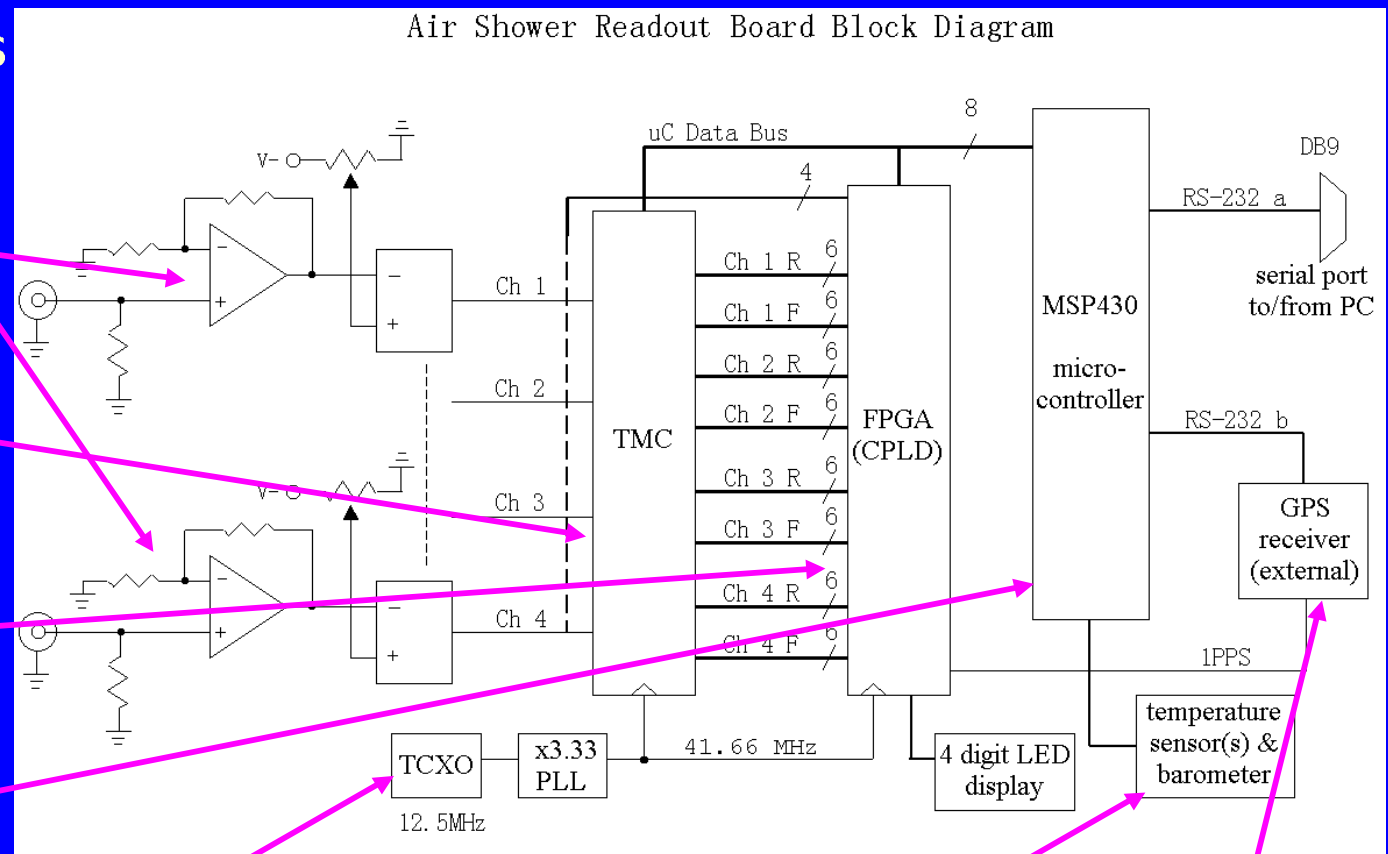 Air Shower Readout Board Block Diagram
s
uC Data Bus
8
DB9
V-
4
RS-232 a
Ch 1
Ch 1 R
6
Ch 1 F
6
serial port
to/from PC
MSP430
micro-
controller
Ch 2
Ch 2 R
6
Ch 2 F
6
TMC
FPGA
(CPLD)
RS-232 b
V-
Ch 3
Ch 3 R
6
Ch 3 F
6
GPS
receiver
(external)
Ch 4
Ch 4 R
6
Ch 4 F
6
1PPS
temperature
sensor(s) &
barometer
TCXO
x3.33
PLL
41.66 MHz
4 digit LED
display
12.5MHz